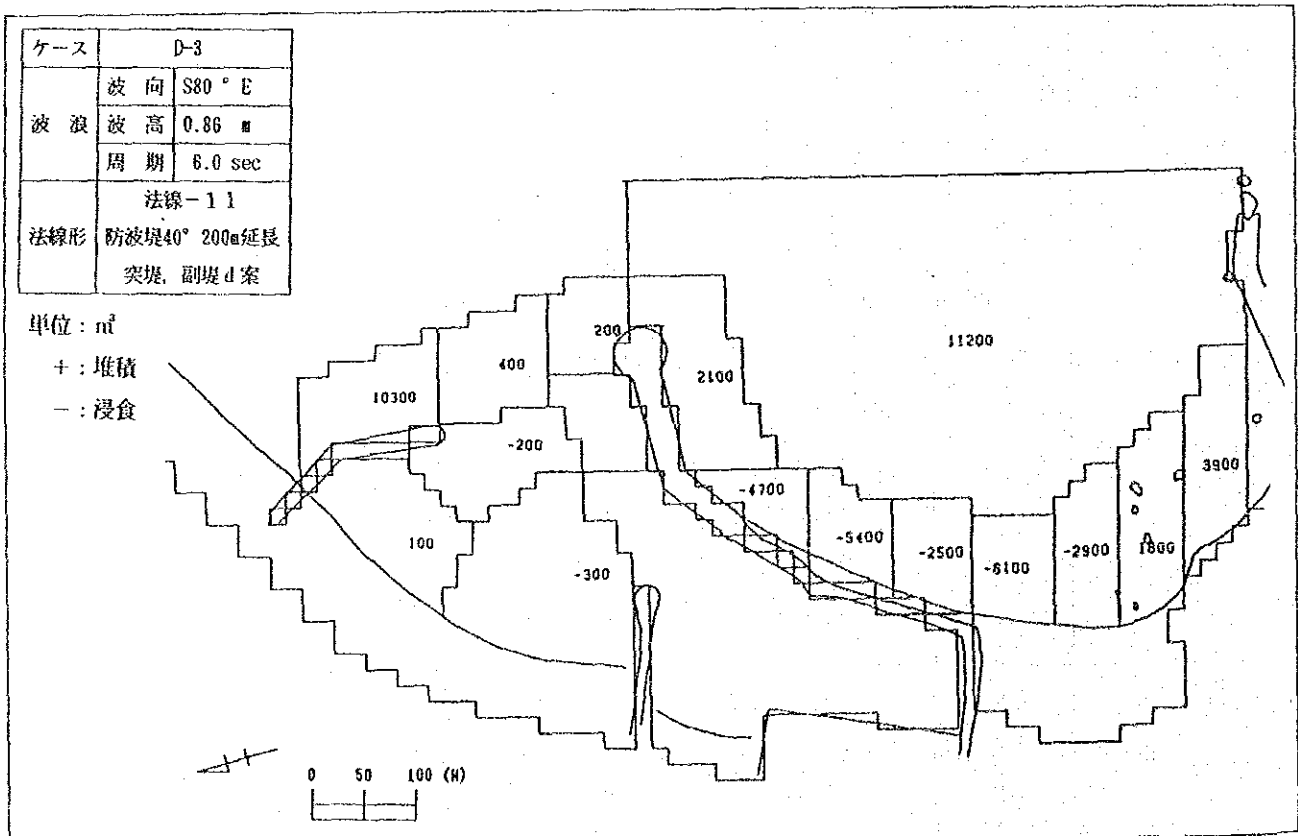 ケース D-3
波浪 波向 S80°E
波高 0.86 m
周期 6.0 sec
法線形 法線-11
防波堤40°200m延長
突堤、副堤d案
単位：m³
+：堆積
-：浸食
11200
200
400
2100
10300
-200
3900
-4700
-5400
-2500
-6100
-2900
1800
100
-300
0 50 100 (M)